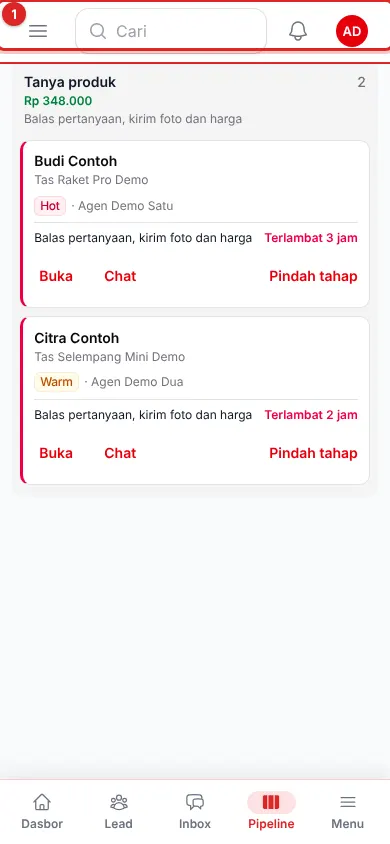 1
Cari
AD
Tanya produk 2
Rp 348.000
Balas pertanyaan, kirim foto dan harga
Budi Contoh
Tas Raket Pro Demo
Hot · Agen Demo Satu
Balas pertanyaan, kirim foto dan harga Terlambat 3 jam
Buka Chat Pindah tahap
Citra Contoh
Tas Selempang Mini Demo
Warm · Agen Demo Dua
Balas pertanyaan, kirim foto dan harga Terlambat 2 jam
Buka Chat Pindah tahap
Dasbor Lead Inbox Pipeline Menu